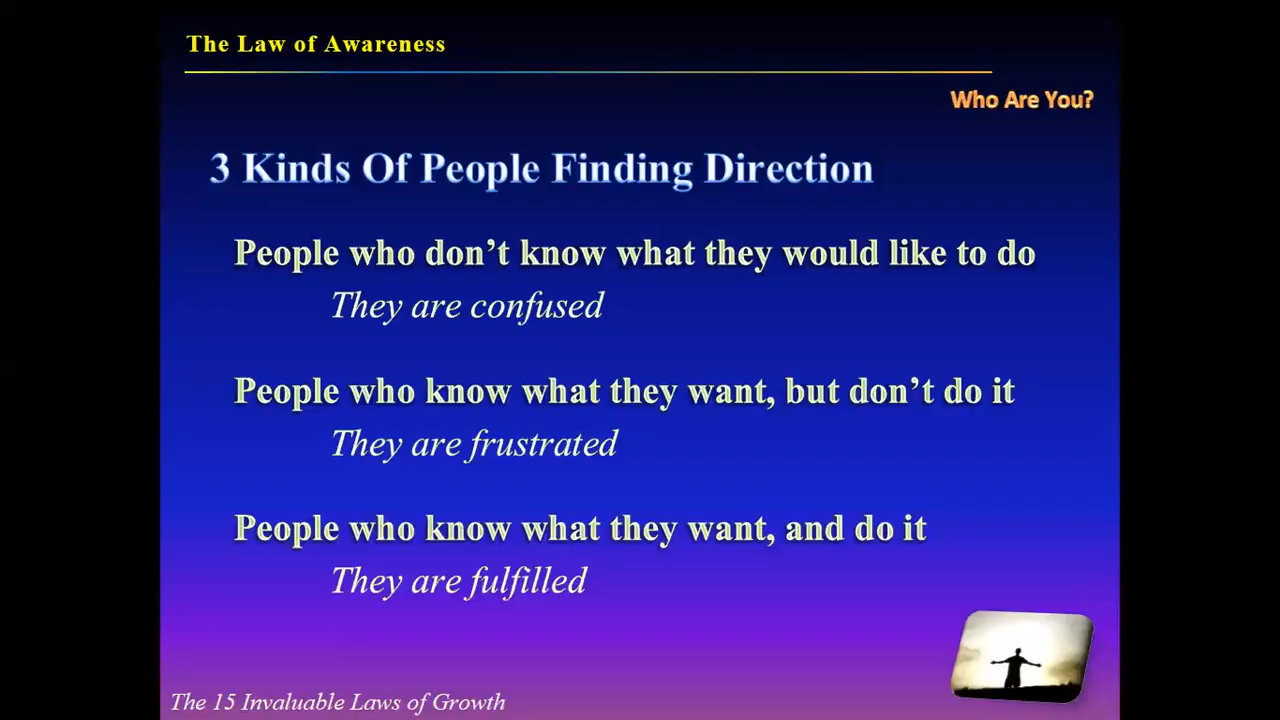 The Law of Awareness
Who Are You?
3 Kinds Of People Finding Direction
People who don’t know what they would like to do
They are confused
People who know what they want, but don’t do it
They are frustrated
People who know what they want, and do it
They are fulfilled
The 15 Invaluable Laws of Growth